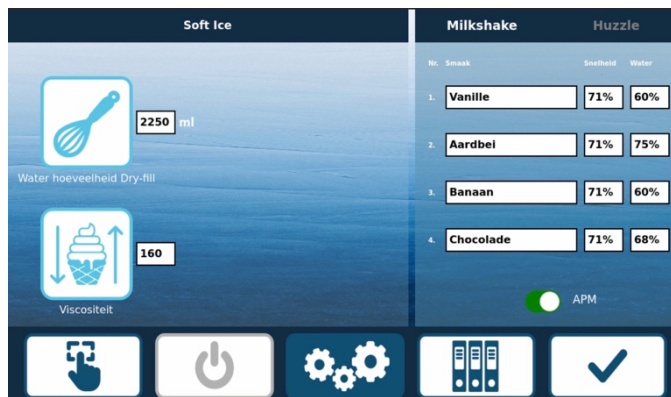 Soft Ice
2250 ml
Water hoeveelheid Dry-fill
160
Viscositeit
Milkshake Huzzle
Nr. Smaak Snelheid Water
1. Vanille 71% 60%
2. Aardbei 71% 75%
3. Banaan 71% 60%
4. Chocolade 71% 68%
APM